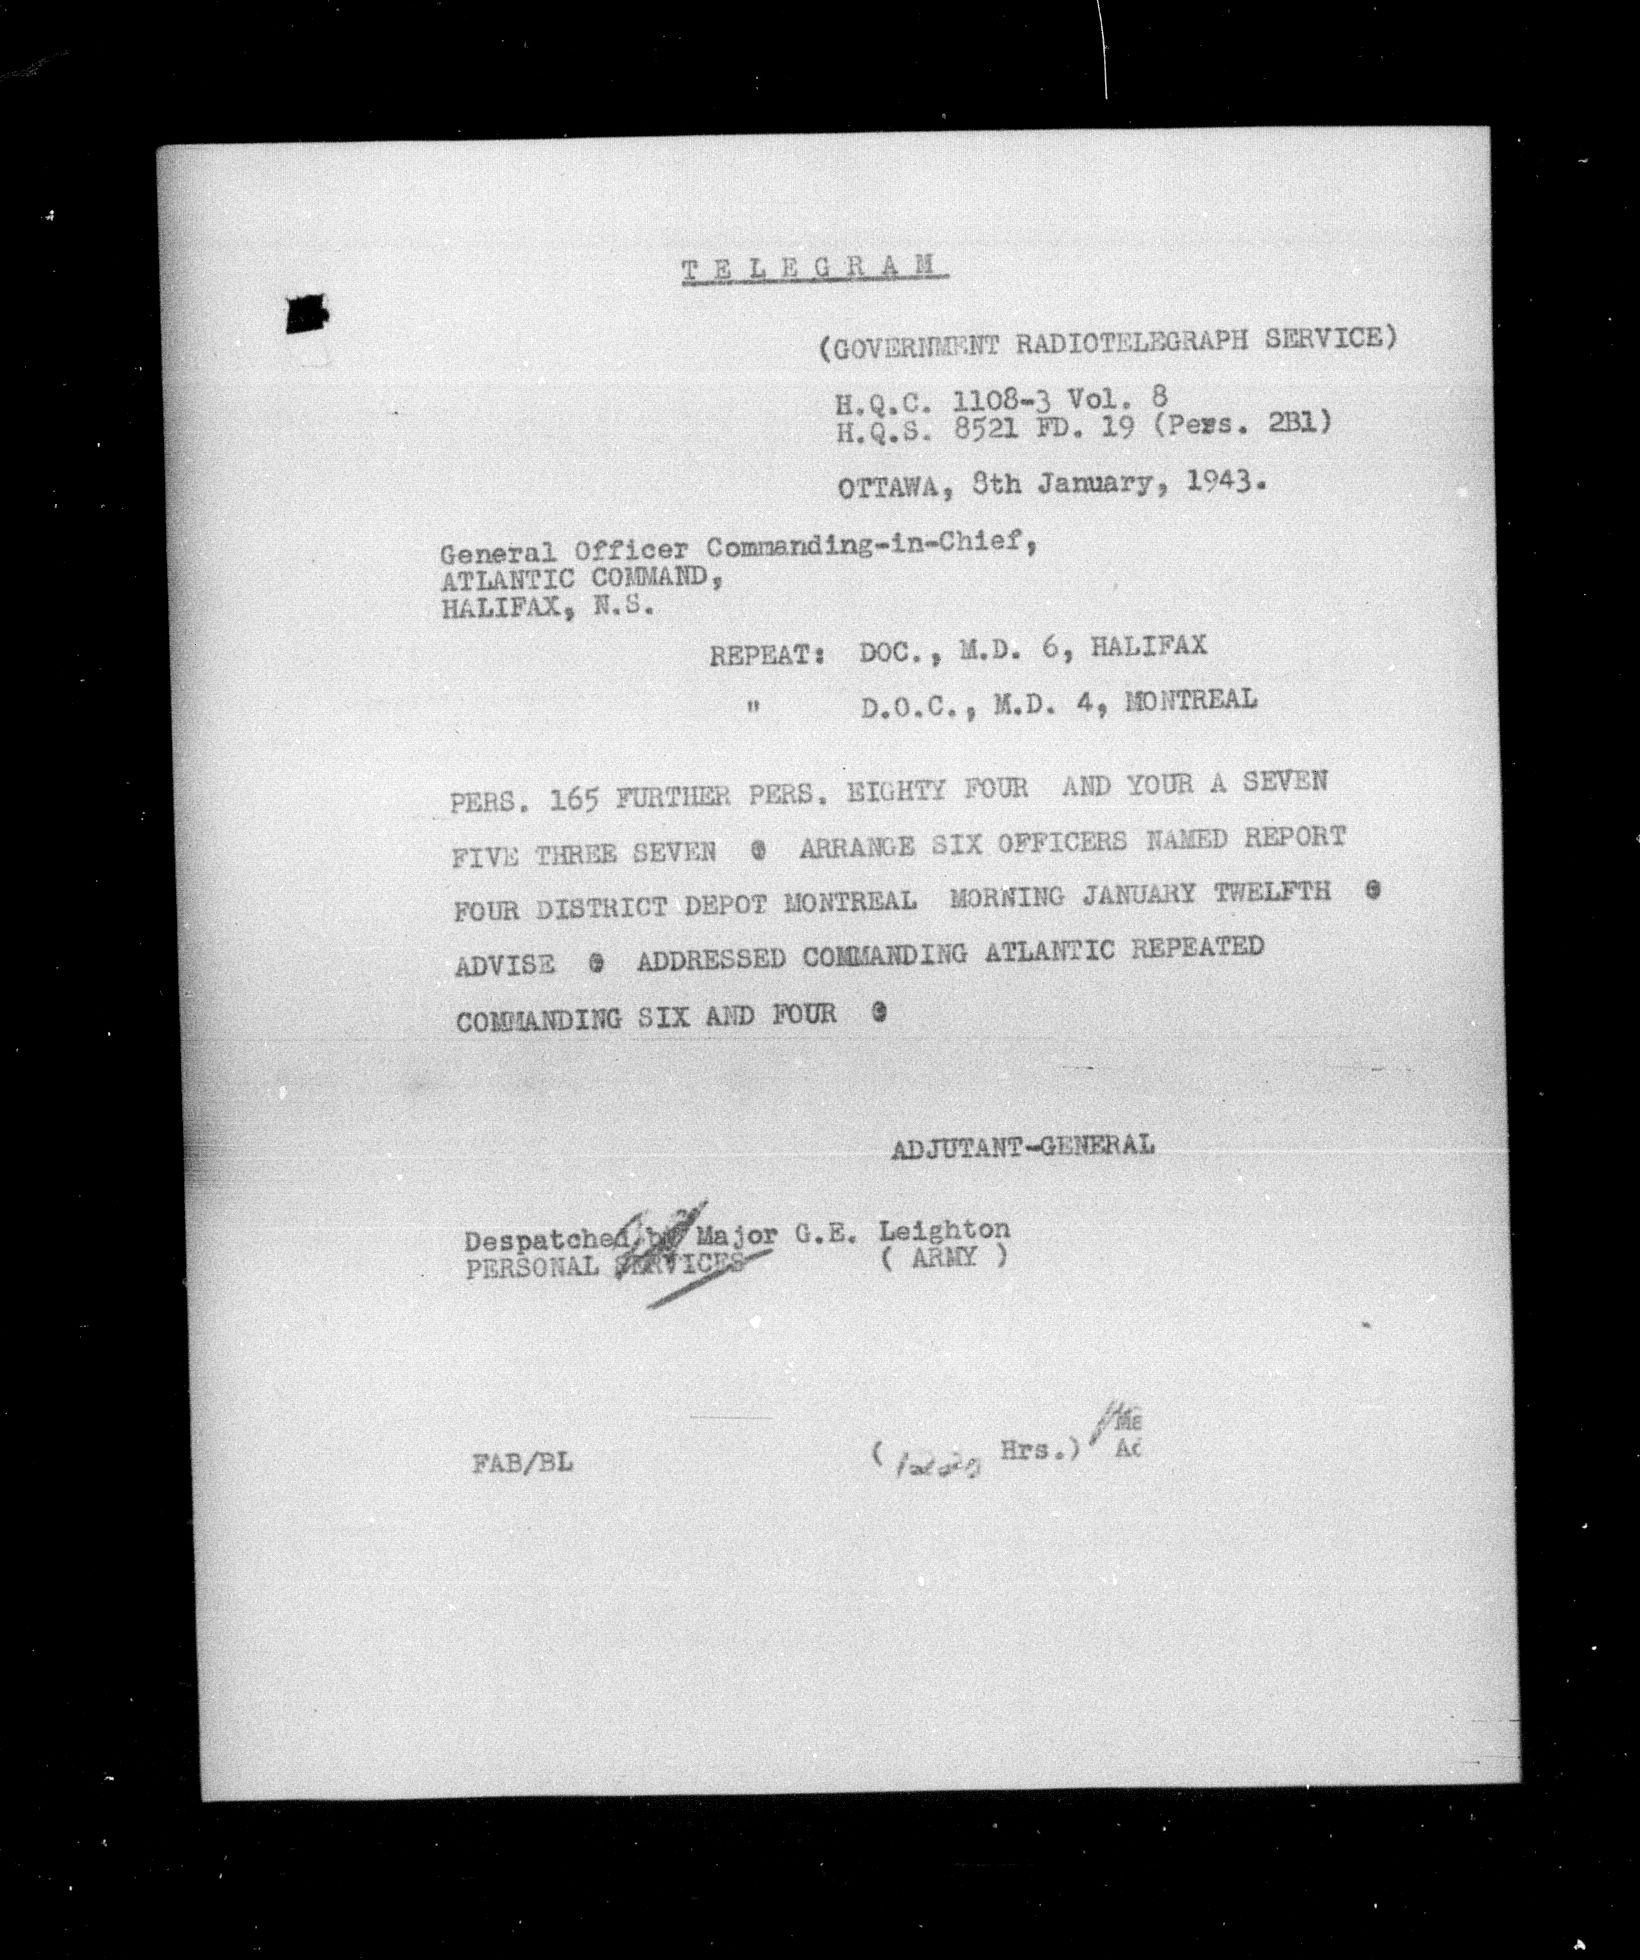 TELEGRAM
(GOVERNMENT RADIOTELEGRAPH SERVICE)
H.Q.C. 1108-3 Vol. 8
H.Q.S. 8521 FD. 19 (Pers. 2B1)
OTTAWA, 8th January, 1943.
General Officer Commanding-in-Chief,
ATLANTIC COMMAND,
HALIFAX, N.S.
REPEAT: DOC., M.D. 6, HALIFAX
" D.O.C., M.D. 4, MONTREAL
PERS. 165 FURTHER PERS. EIGHTY FOUR AND YOUR A SEVEN
FIVE THREE SEVEN @ ARRANGE SIX OFFICERS NAMED REPORT
FOUR DISTRICT DEPOT MONTREAL MORNING JANUARY TWELFTH @
ADVISE @ ADDRESSED COMMANDING ATLANTIC REPEATED
COMMANDING SIX AND FOUR @
ADJUTANT-GENERAL
Despatched by Major G.E. Leighton
PERSONAL SERVICES ( ARMY )
FAB/BL ( Hrs.)